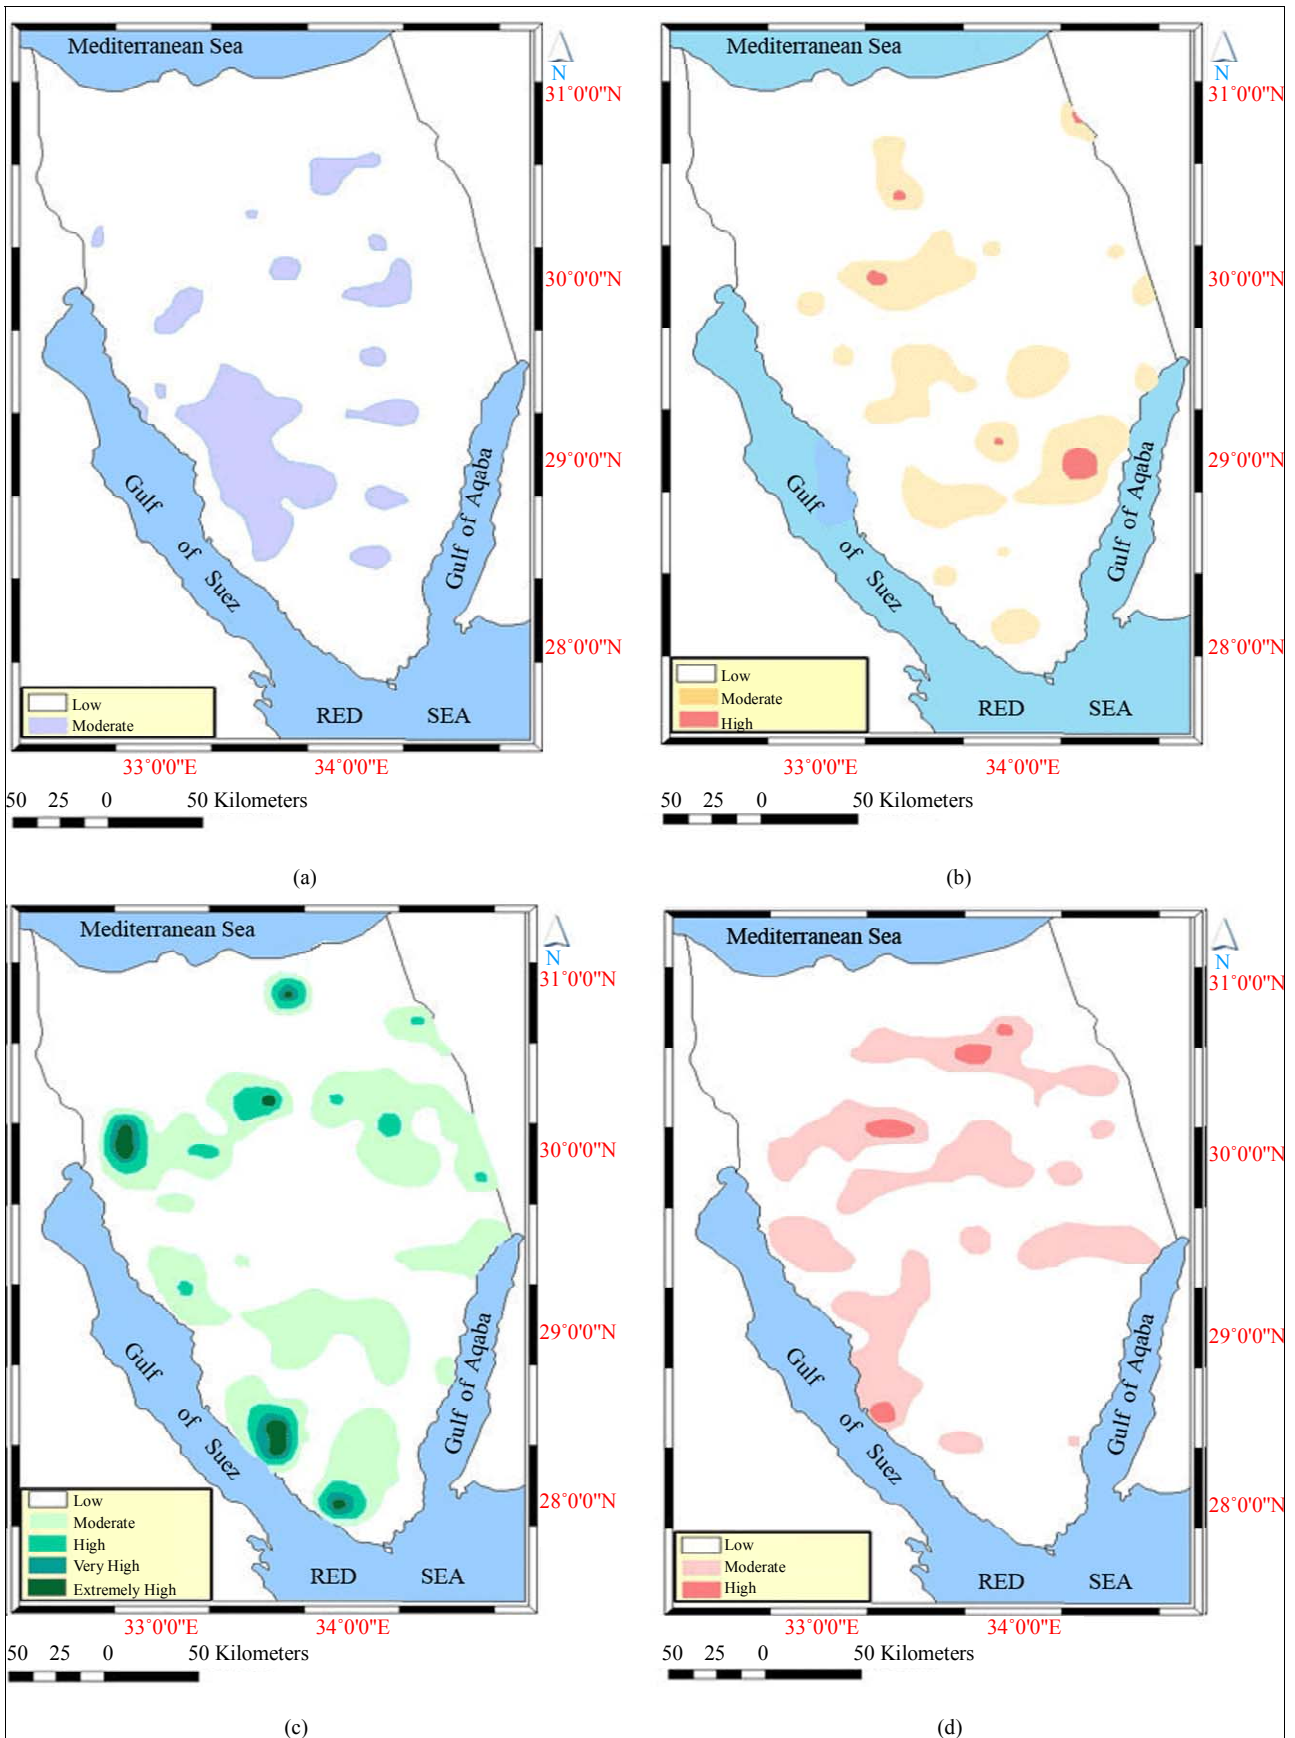 Mediterranean Sea
N
31°0'0"N
30°0'0"N
29°0'0"N
28°0'0"N
Gulf of Suez
Gulf of Aqaba
RED SEA
Low
Moderate
33°0'0"E 34°0'0"E
50 25 0 50 Kilometers
(a)
Mediterranean Sea
N
31°0'0"N
30°0'0"N
29°0'0"N
28°0'0"N
Gulf of Suez
Gulf of Aqaba
RED SEA
Low
Moderate
High
33°0'0"E 34°0'0"E
50 25 0 50 Kilometers
(b)
Mediterranean Sea
N
31°0'0"N
30°0'0"N
29°0'0"N
28°0'0"N
Gulf of Suez
Gulf of Aqaba
RED SEA
Low
Moderate
High
Very High
Extremely High
33°0'0"E 34°0'0"E
50 25 0 50 Kilometers
(c)
Mediterranean Sea
N
31°0'0"N
30°0'0"N
29°0'0"N
28°0'0"N
Gulf of Suez
Gulf of Aqaba
RED SEA
Low
Moderate
High
33°0'0"E 34°0'0"E
50 25 0 50 Kilometers
(d)